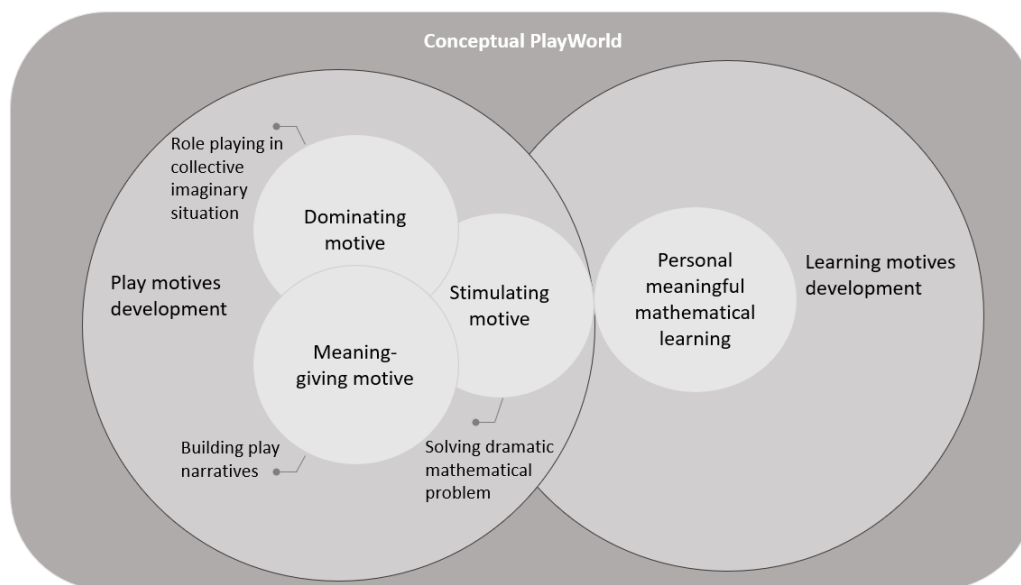 Conceptual PlayWorld
Role playing in
collective
imaginary
situation
Dominating
motive
Play motives
development
Stimulating
motive
Meaning-
giving motive
Building play
narratives
Solving dramatic
mathematical
problem
Personal
meaningful
mathematical
learning
Learning motives
development